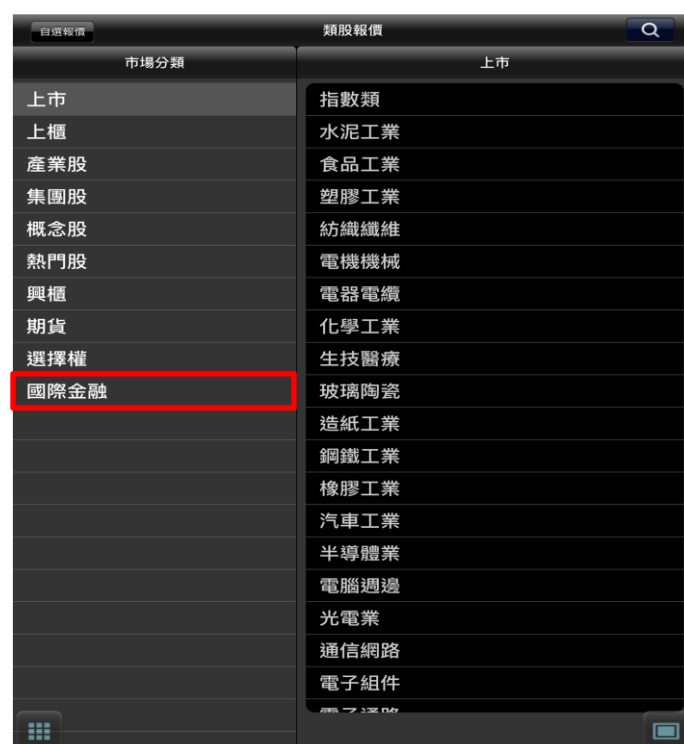 自選報價
類股報價
市場分類
上市
上市
上櫃
產業股
集團股
概念股
熱門股
興櫃
期貨
選擇權
國際金融
指數類
水泥工業
食品工業
塑膠工業
紡織纖維
電機機械
電器電纜
化學工業
生技醫療
玻璃陶瓷
造紙工業
鋼鐵工業
橡膠工業
汽車工業
半導體業
電腦週邊
光電業
通信網路
電子組件
電子通路